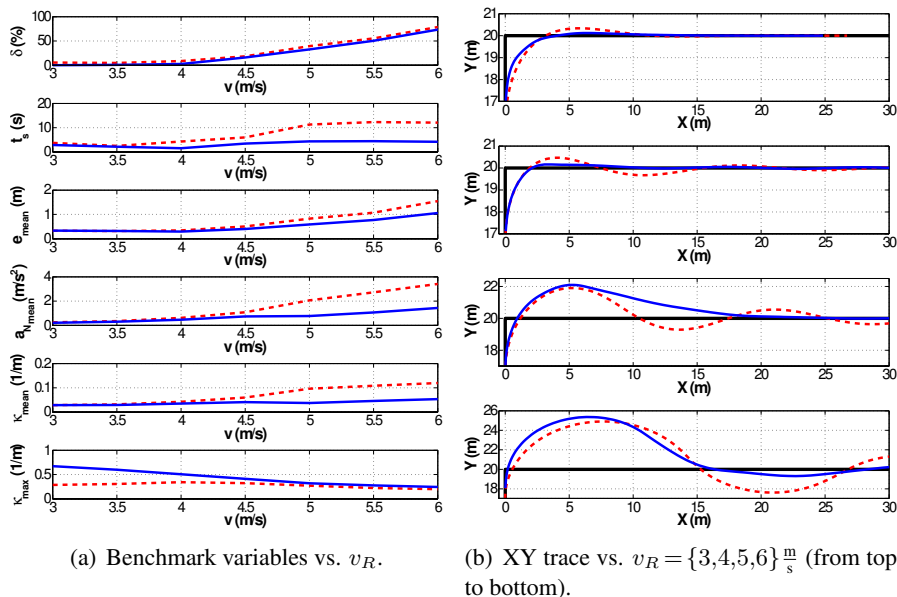 100
50
0
δ (%)
3 3.5 4 4.5 5 5.5 6
v (m/s)
20
10
0
t_s (s)
3 3.5 4 4.5 5 5.5 6
v (m/s)
2
1
0
e_mean (m)
3 3.5 4 4.5 5 5.5 6
v (m/s)
4
2
0
a_N_mean (m/s²)
3 3.5 4 4.5 5 5.5 6
v (m/s)
0.2
0.1
0
κ_mean (1/m)
3 3.5 4 4.5 5 5.5 6
v (m/s)
1
0.5
0
κ_max (1/m)
3 3.5 4 4.5 5 5.5 6
v (m/s)
(a) Benchmark variables vs. v_R.
21
20
19
18
17
Y (m)
0 5 10 15 20 25 30
X (m)
21
20
19
18
17
Y (m)
0 5 10 15 20 25 30
X (m)
22
20
18
Y (m)
0 5 10 15 20 25 30
X (m)
26
24
22
20
18
Y (m)
0 5 10 15 20 25 30
X (m)
(b) XY trace vs. v_R = {3,4,5,6} m/s (from top
to bottom).